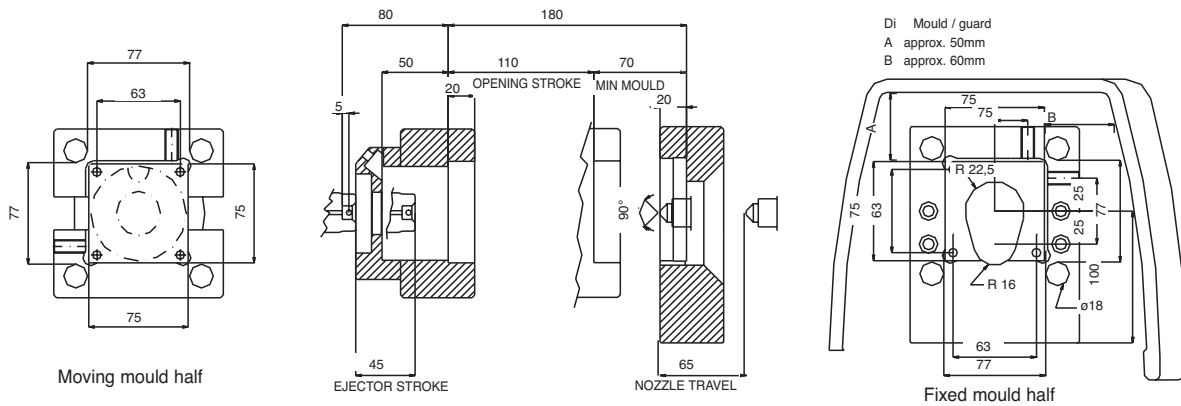 77
63
77
75
75
Moving mould half
80
180
50
110
70
OPENING STROKE
MIN MOULD
20
20
5
90°
45
65
EJECTOR STROKE
NOZZLE TRAVEL
Di Mould / guard
A approx. 50mm
B approx. 60mm
75
75
A
B
R 22,5
75
63
25
77
25
100
R 16
ø18
63
77
Fixed mould half